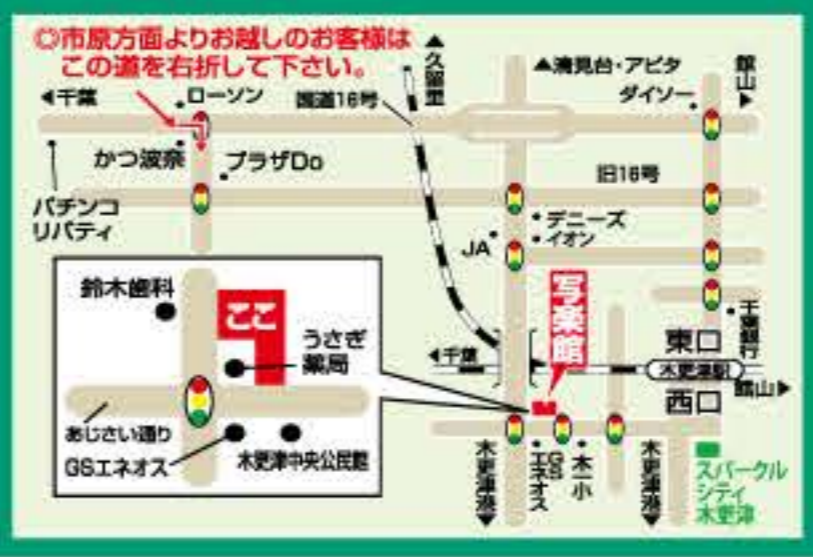 ◎市原方面よりお越しのお客様は
この道を右折して下さい。
▲久留里
▲清見台・アピタ
館山▶
◀千葉
ローソン
国道16号
ダイソー
かつ波奈
プラザDo
旧16号
パチンコ
リバティ
デニーズ
JA
イオン
鈴木歯科
ここ
うさぎ
薬局
あじさい通り
GSエネオス
木更津中央公民館
写楽館
◀千葉
東口
千葉銀行
木更津駅
館山▶
西口
木更津港▼
GS
エネオス
木一小
木更津港▼
スパークル
シティ
木更津